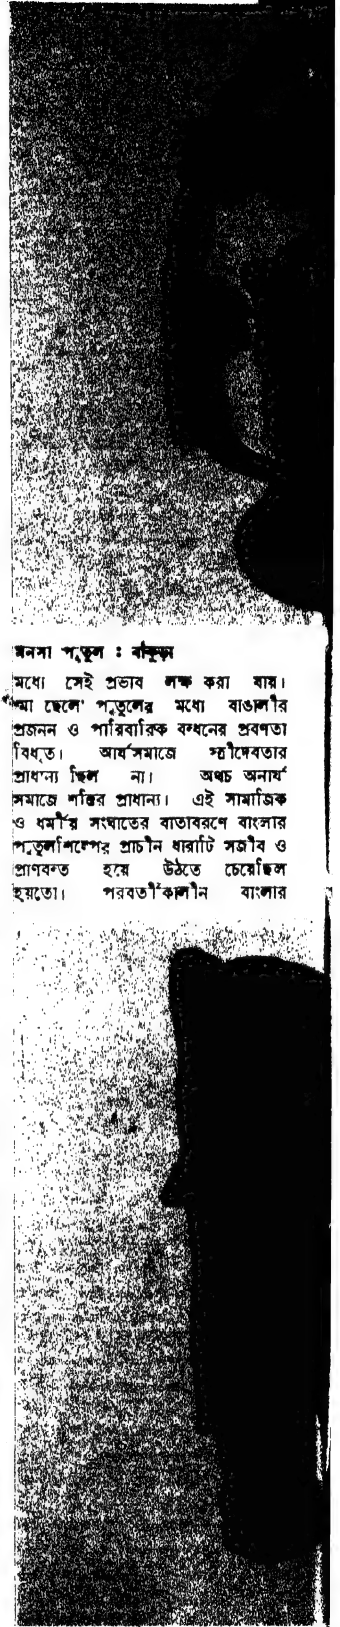 মনসা পুতুল : বাঁকুড়া
মধ্যে সেই প্রভাব লক্ষ করা যায়।
'মা ছেলে' পুতুলের মধ্যে বাঙালীর
প্রজনন ও পারিবারিক বন্ধনের প্রবণতা
বিধৃত। আর্যসমাজে স্ত্রীদেবতার
প্রাধান্য ছিল না। অথচ অনার্য
সমাজে শক্তির প্রাধান্য। এই সামাজিক
ও ধর্মীয় সংঘাতের বাতাবরণে বাংলার
পুতুলশিল্পের প্রাচীন ধারাটি সজীব ও
প্রাণবন্ত হয়ে উঠতে চেয়েছিল
হয়তো। পরবর্তীকালীন বাংলার